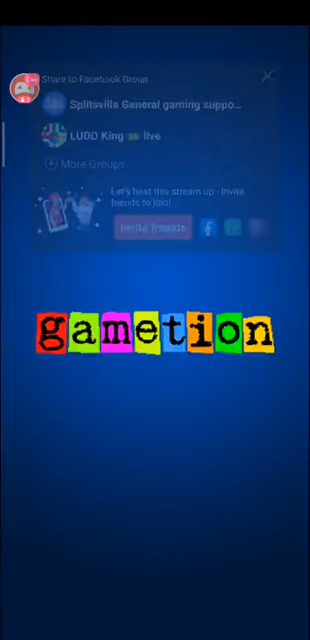 Share to Facebook Group
Splitsvilla General gaming suppo...
LUDO King live
More Groups
Let's heat this stream up - Invite
friends to join!
Invite friends
gametion